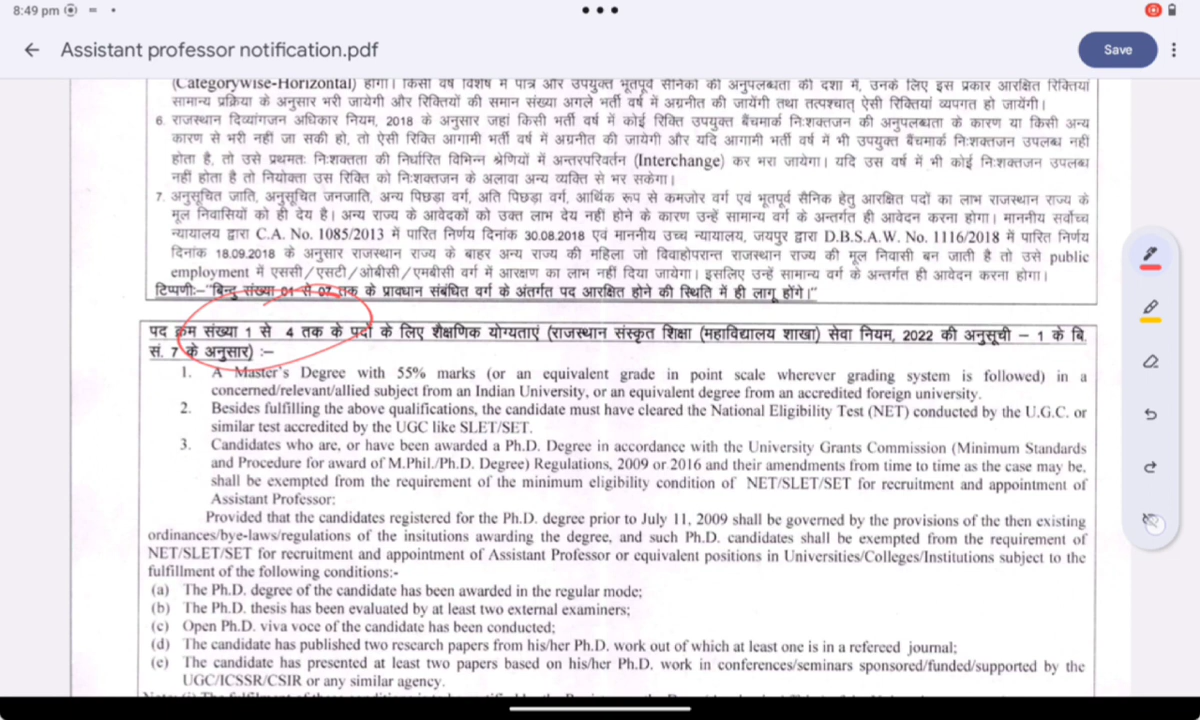 8:49 pm
Assistant professor notification.pdf
Save
(Categorywise-Horizontal) होगा। किसी वर्ष विशेष में पात्र और उपयुक्त भूतपूर्व सैनिकों की अनुपलब्धता की दशा में, उनके लिए इस प्रकार आरक्षित रिक्तियां
सामान्य प्रक्रिया के अनुसार भरी जायेगी और रिक्तियों की समान संख्या अगले भर्ती वर्ष में अग्रनीत की जायेंगी तथा तत्पश्चात् ऐसी रिक्तियां व्यपगत हो जायेंगी।
6. राजस्थान दिव्यांगजन अधिकार नियम, 2018 के अनुसार जहां किसी भर्ती वर्ष में कोई रिक्ति उपयुक्त बैंचमार्क निःशक्तजन की अनुपलब्धता के कारण या किसी अन्य
कारण से भरी नहीं जा सकी हो, तो ऐसी रिक्ति आगामी भर्ती वर्ष में अग्रनीत की जायेगी और यदि आगामी भर्ती वर्ष में भी उपयुक्त बैंचमार्क निःशक्तजन उपलब्ध नहीं
होता है, तो उसे प्रथमतः निःशक्तता की निर्धारित विभिन्न श्रेणियों में अन्तरपरिवर्तन (Interchange) कर भरा जायेगा। यदि उस वर्ष में भी कोई निःशक्तजन उपलब्ध
नहीं होता है तो नियोक्ता उस रिक्ति को निःशक्तजन के अलावा अन्य व्यक्ति से भर सकेगा।
7. अनुसूचित जाति, अनुसूचित जनजाति, अन्य पिछड़ा वर्ग, अति पिछड़ा वर्ग, आर्थिक रूप से कमजोर वर्ग एवं भूतपूर्व सैनिक हेतु आरक्षित पदों का लाभ राजस्थान राज्य के
मूल निवासियों को ही देय है। अन्य राज्य के आवेदकों को उक्त लाभ देय नहीं होने के कारण उन्हें सामान्य वर्ग के अन्तर्गत ही आवेदन करना होगा। माननीय सर्वोच्च
न्यायालय द्वारा C.A. No. 1085/2013 में पारित निर्णय दिनांक 30.08.2018 एवं माननीय उच्च न्यायालय, जयपुर द्वारा D.B.S.A.W. No. 1116/2018 में पारित निर्णय
दिनांक 18.09.2018 के अनुसार राजस्थान राज्य के बाहर अन्य राज्य की महिला जो विवाहोपरान्त राजस्थान राज्य की मूल निवासी बन जाती है तो उसे public
employment में एससी/एसटी/ओबीसी/एमबीसी वर्ग में आरक्षण का लाभ नहीं दिया जायेगा। इसलिए उन्हें सामान्य वर्ग के अन्तर्गत ही आवेदन करना होगा।
टिप्पणीः–"बिन्दु संख्या 01 से 07 तक के प्रावधान संबंधित वर्ग के अंतर्गत पद आरक्षित होने की स्थिति में ही लागू होंगे।"
पद क्रम संख्या 1 से 4 तक के पदों के लिए शैक्षणिक योग्यताएं (राजस्थान संस्कृत शिक्षा (महाविद्यालय शाखा) सेवा नियम, 2022 की अनुसूची – 1 के बि.
सं. 7 के अनुसार) :–
1. A Master's Degree with 55% marks (or an equivalent grade in point scale wherever grading system is followed) in a
concerned/relevant/allied subject from an Indian University, or an equivalent degree from an accredited foreign university.
2. Besides fulfilling the above qualifications, the candidate must have cleared the National Eligibility Test (NET) conducted by the U.G.C. or
similar test accredited by the UGC like SLET/SET.
3. Candidates who are, or have been awarded a Ph.D. Degree in accordance with the University Grants Commission (Minimum Standards
and Procedure for award of M.Phil./Ph.D. Degree) Regulations, 2009 or 2016 and their amendments from time to time as the case may be,
shall be exempted from the requirement of the minimum eligibility condition of NET/SLET/SET for recruitment and appointment of
Assistant Professor:
Provided that the candidates registered for the Ph.D. degree prior to July 11, 2009 shall be governed by the provisions of the then existing
ordinances/bye-laws/regulations of the insitutions awarding the degree, and such Ph.D. candidates shall be exempted from the requirement of
NET/SLET/SET for recruitment and appointment of Assistant Professor or equivalent positions in Universities/Colleges/Institutions subject to the
fulfillment of the following conditions:-
(a) The Ph.D. degree of the candidate has been awarded in the regular mode;
(b) The Ph.D. thesis has been evaluated by at least two external examiners;
(c) Open Ph.D. viva voce of the candidate has been conducted;
(d) The candidate has published two research papers from his/her Ph.D. work out of which at least one is in a refereed journal;
(e) The candidate has presented at least two papers based on his/her Ph.D. work in conferences/seminars sponsored/funded/supported by the
UGC/ICSSR/CSIR or any similar agency.